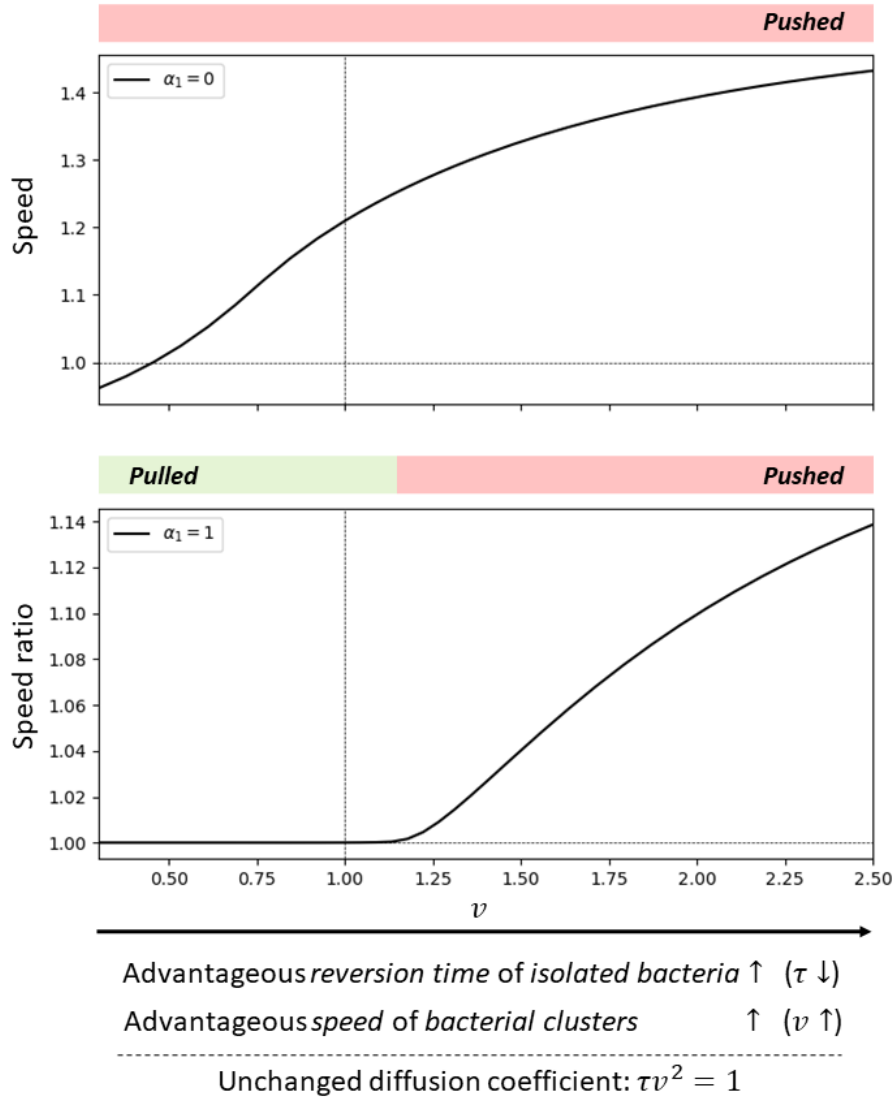 Pushed
α₁ = 0
1.4
1.3
1.2
1.1
1.0
Speed
Pulled Pushed
α₁ = 1
1.14
1.12
1.10
1.08
1.06
1.04
1.02
1.00
Speed ratio
0.50 0.75 1.00 1.25 1.50 1.75 2.00 2.25 2.50
v
Advantageous reversion time of isolated bacteria ↑ (τ ↓)
Advantageous speed of bacterial clusters ↑ (v ↑)
Unchanged diffusion coefficient: τv² = 1